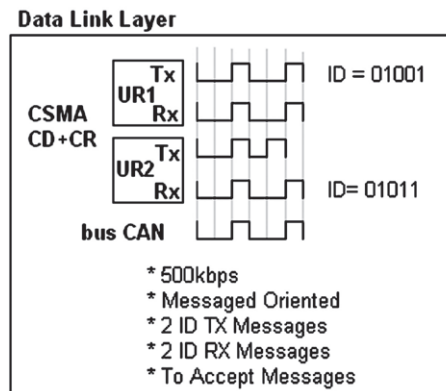 Data Link Layer
Tx
ID = 01001
UR1
CSMA
Rx
CD+CR
Tx
UR2
Rx
ID= 01011
bus CAN
* 500kbps
* Messaged Oriented
* 2 ID TX Messages
* 2 ID RX Messages
* To Accept Messages